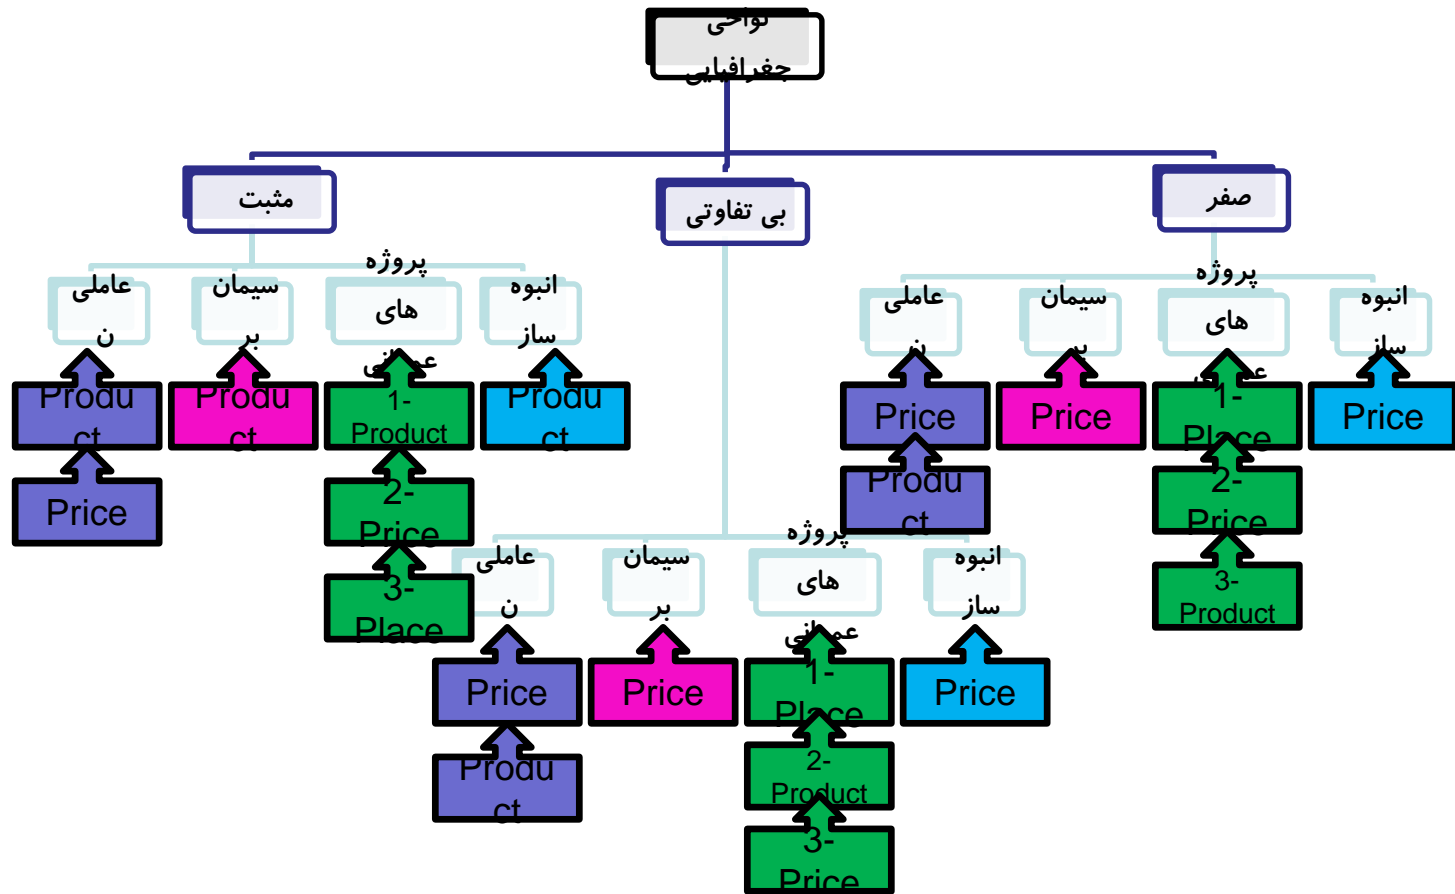 نواحی
جغرافیایی
مثبت
بی تفاوتی
صفر
عاملی
ن
سیمان
بر
پروژه
های
عمرانی
انبوه
ساز
Produ
ct
Price
Produ
ct
1-
Product
2-
Price
3-
Place
Produ
ct
عاملی
ن
سیمان
بر
پروژه
های
عمرانی
انبوه
ساز
Price
Produ
ct
Price
1-
Place
2-
Product
3-
Price
Price
عاملی
ن
سیمان
بر
پروژه
های
عمرانی
انبوه
ساز
Price
Produ
ct
Price
1-
Place
2-
Price
3-
Product
Price